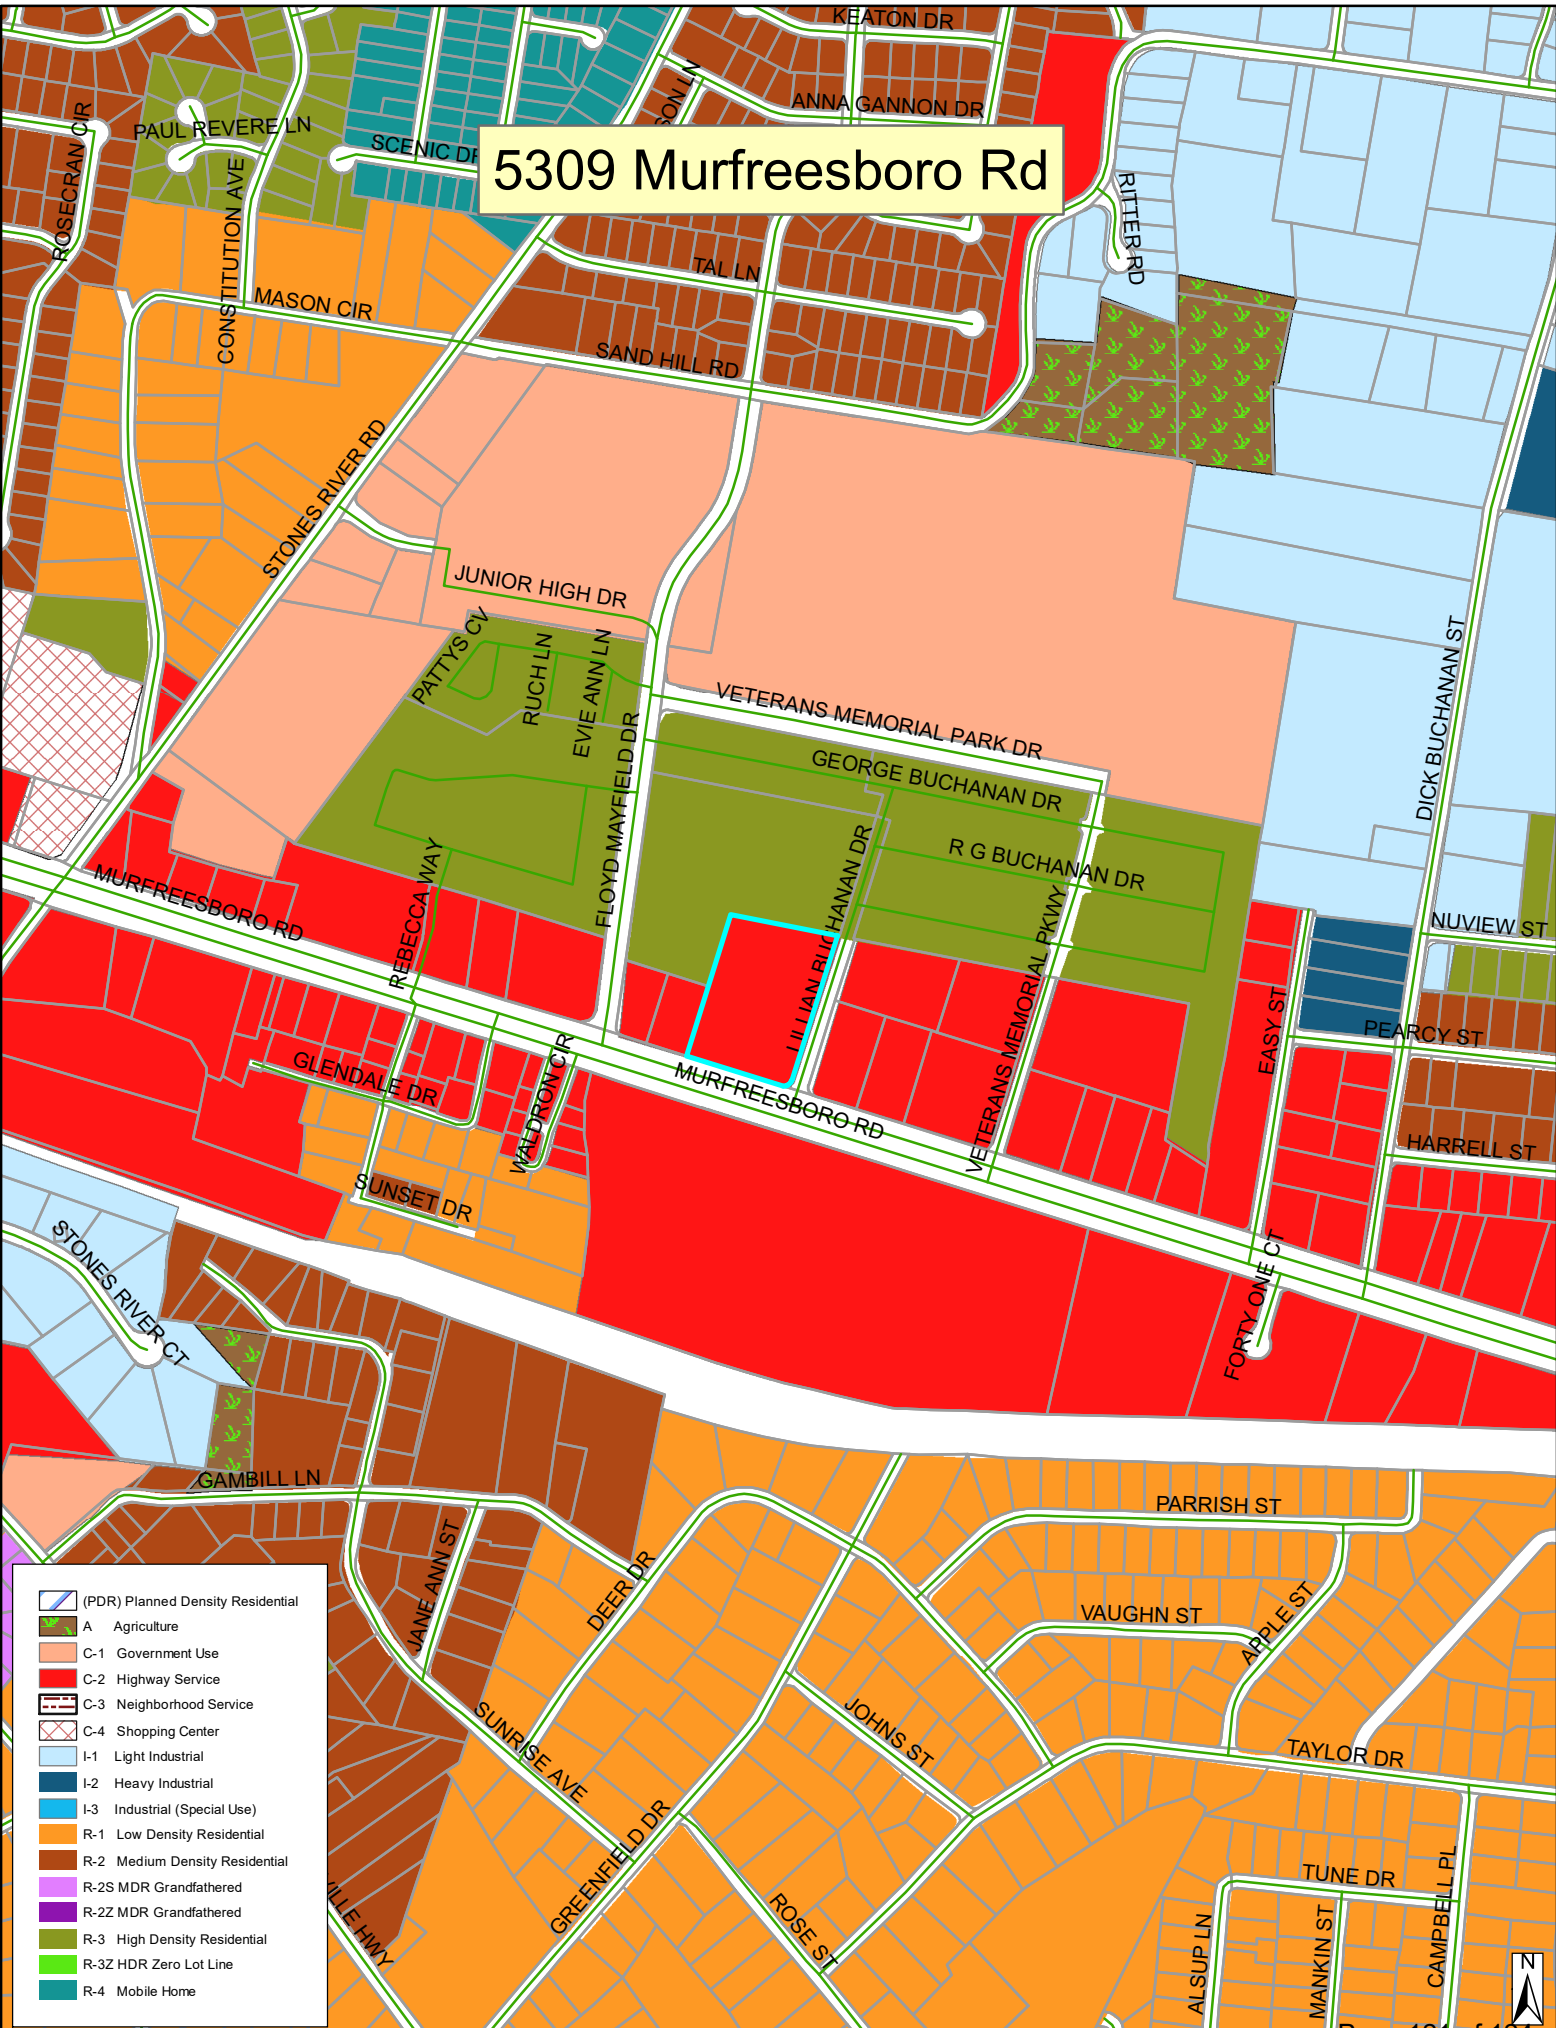 KEATON DR
ANNA GANNON DR
SON LN
ROSECRAN CIR
PAUL REVERE LN
SCENIC DR
5309 Murfreesboro Rd
CONSTITUTION AVE
RITTER RD
TAL LN
MASON CIR
SAND HILL RD
STONES RIVER RD
JUNIOR HIGH DR
PATTYS CV
RUCH LN
EVIE ANN LN
DICK BUCHANAN ST
VETERANS MEMORIAL PARK DR
FLOYD MAYFIELD DR
GEORGE BUCHANAN DR
R G BUCHANAN DR
LILLIAN BUCHANAN DR
MURFREESBORO RD
REBECCA WAY
VETERANS MEMORIAL PKWY
NUVIEW ST
EASY ST
PEARCY ST
GLENDALE DR
WALDRON CIR
MURFREESBORO RD
HARRELL ST
SUNSET DR
STONES RIVER CT
FORTY ONE CT
GAMBILL LN
PARRISH ST
JANE ANN ST
DEER DR
VAUGHN ST
APPLE ST
SUNRISE AVE
JOHNS ST
TAYLOR DR
GREENFIELD DR
ROSE ST
TUNE DR
CAMPBELL PL
ALSUP LN
MANKIN ST
VILLE HWY
(PDR) Planned Density Residential
A Agriculture
C-1 Government Use
C-2 Highway Service
C-3 Neighborhood Service
C-4 Shopping Center
I-1 Light Industrial
I-2 Heavy Industrial
I-3 Industrial (Special Use)
R-1 Low Density Residential
R-2 Medium Density Residential
R-2S MDR Grandfathered
R-2Z MDR Grandfathered
R-3 High Density Residential
R-3Z HDR Zero Lot Line
R-4 Mobile Home
N